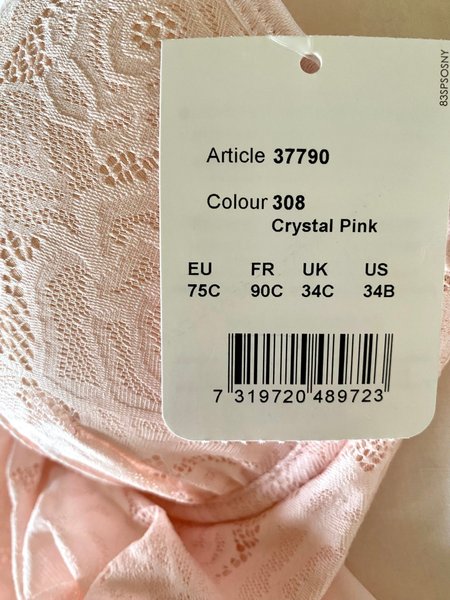 83SPSOSNY
Article 37790
Colour 308
Crystal Pink
EU FR UK US
75C 90C 34C 34B
7 319720 489723